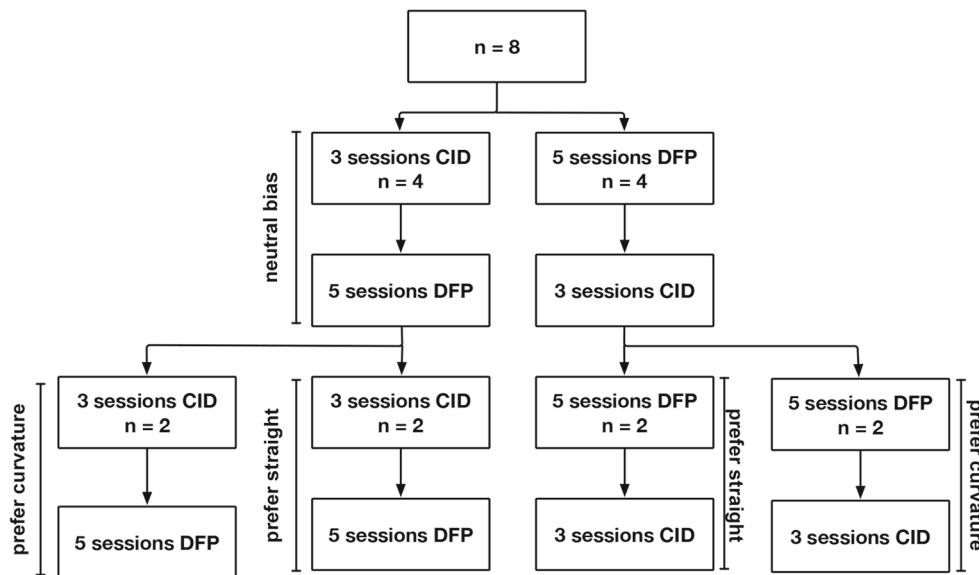 n = 8
neutral bias
3 sessions CID
n = 4
5 sessions DFP
n = 4
5 sessions DFP
3 sessions CID
prefer curvature
3 sessions CID
n = 2
prefer straight
3 sessions CID
n = 2
5 sessions DFP
n = 2
prefer straight
5 sessions DFP
n = 2
prefer curvature
5 sessions DFP
5 sessions DFP
3 sessions CID
3 sessions CID